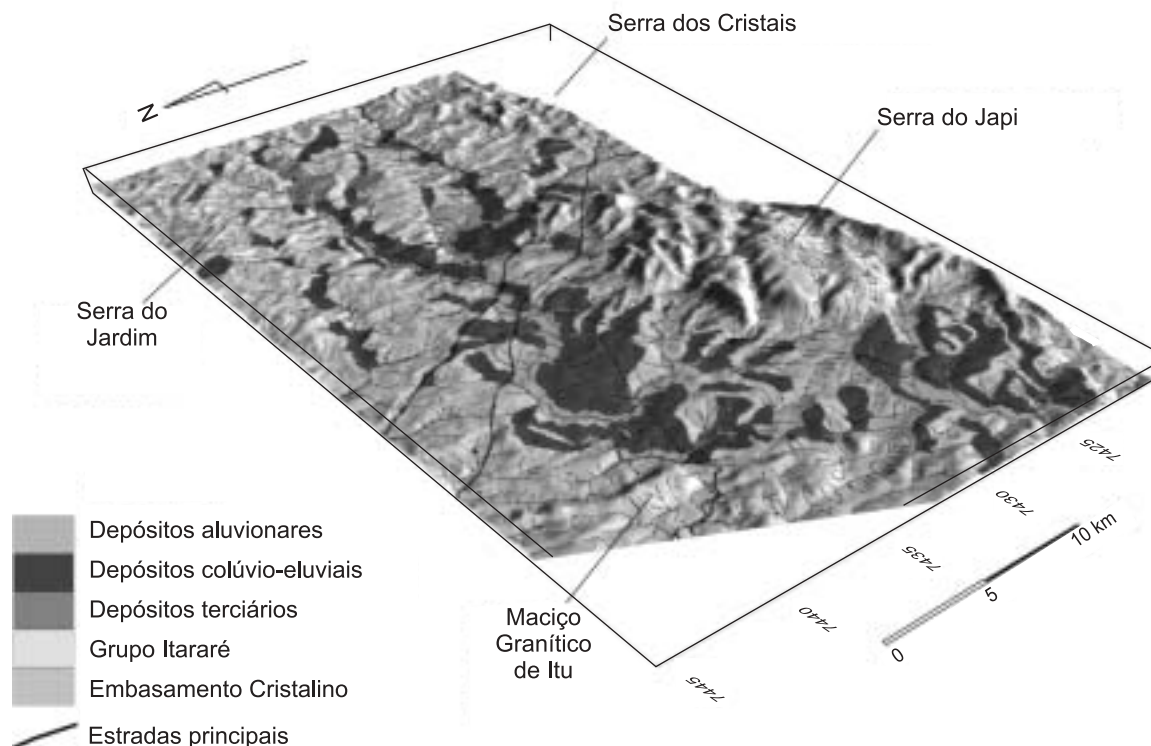 Serra dos Cristais
Serra do Japi
N
Serra do
Jardim
7425
7430
7435
7440
7445
10 km
5
0
Maciço
Granítico
de Itu
Depósitos aluvionares
Depósitos colúvio-eluviais
Depósitos terciários
Grupo Itararé
Embasamento Cristalino
Estradas principais